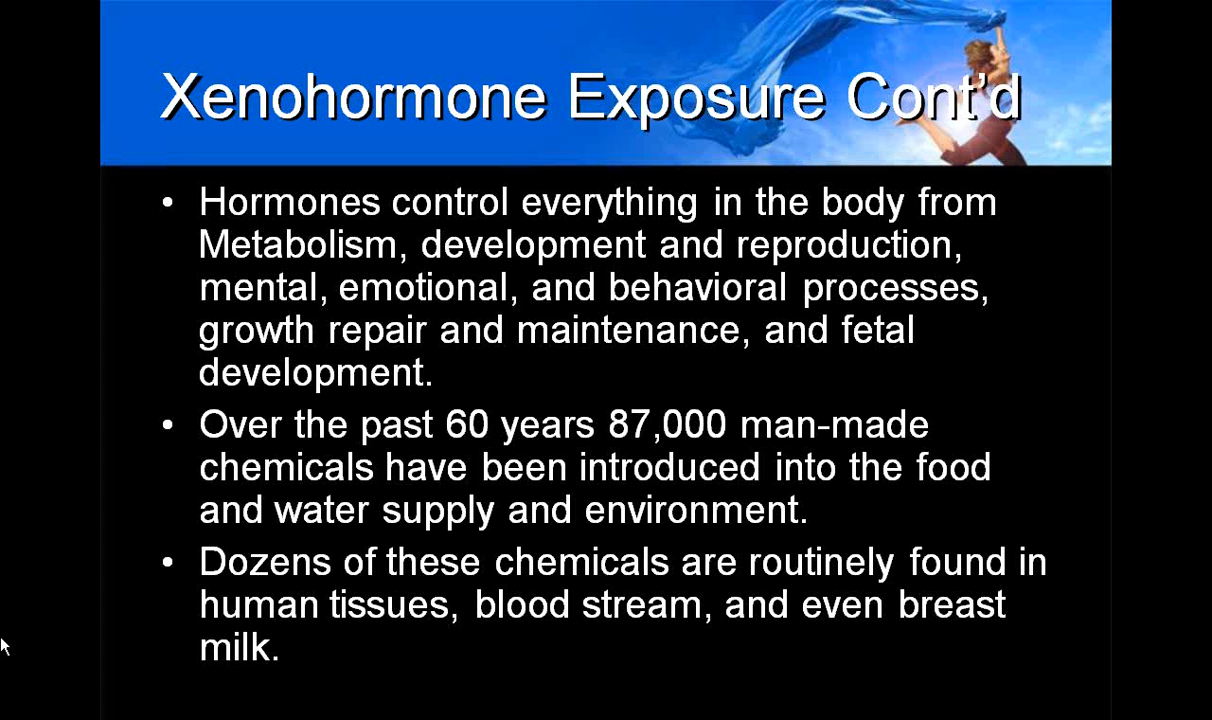 Xenohormone Exposure Cont'd
• Hormones control everything in the body from
Metabolism, development and reproduction,
mental, emotional, and behavioral processes,
growth repair and maintenance, and fetal
development.
• Over the past 60 years 87,000 man-made
chemicals have been introduced into the food
and water supply and environment.
• Dozens of these chemicals are routinely found in
human tissues, blood stream, and even breast
milk.